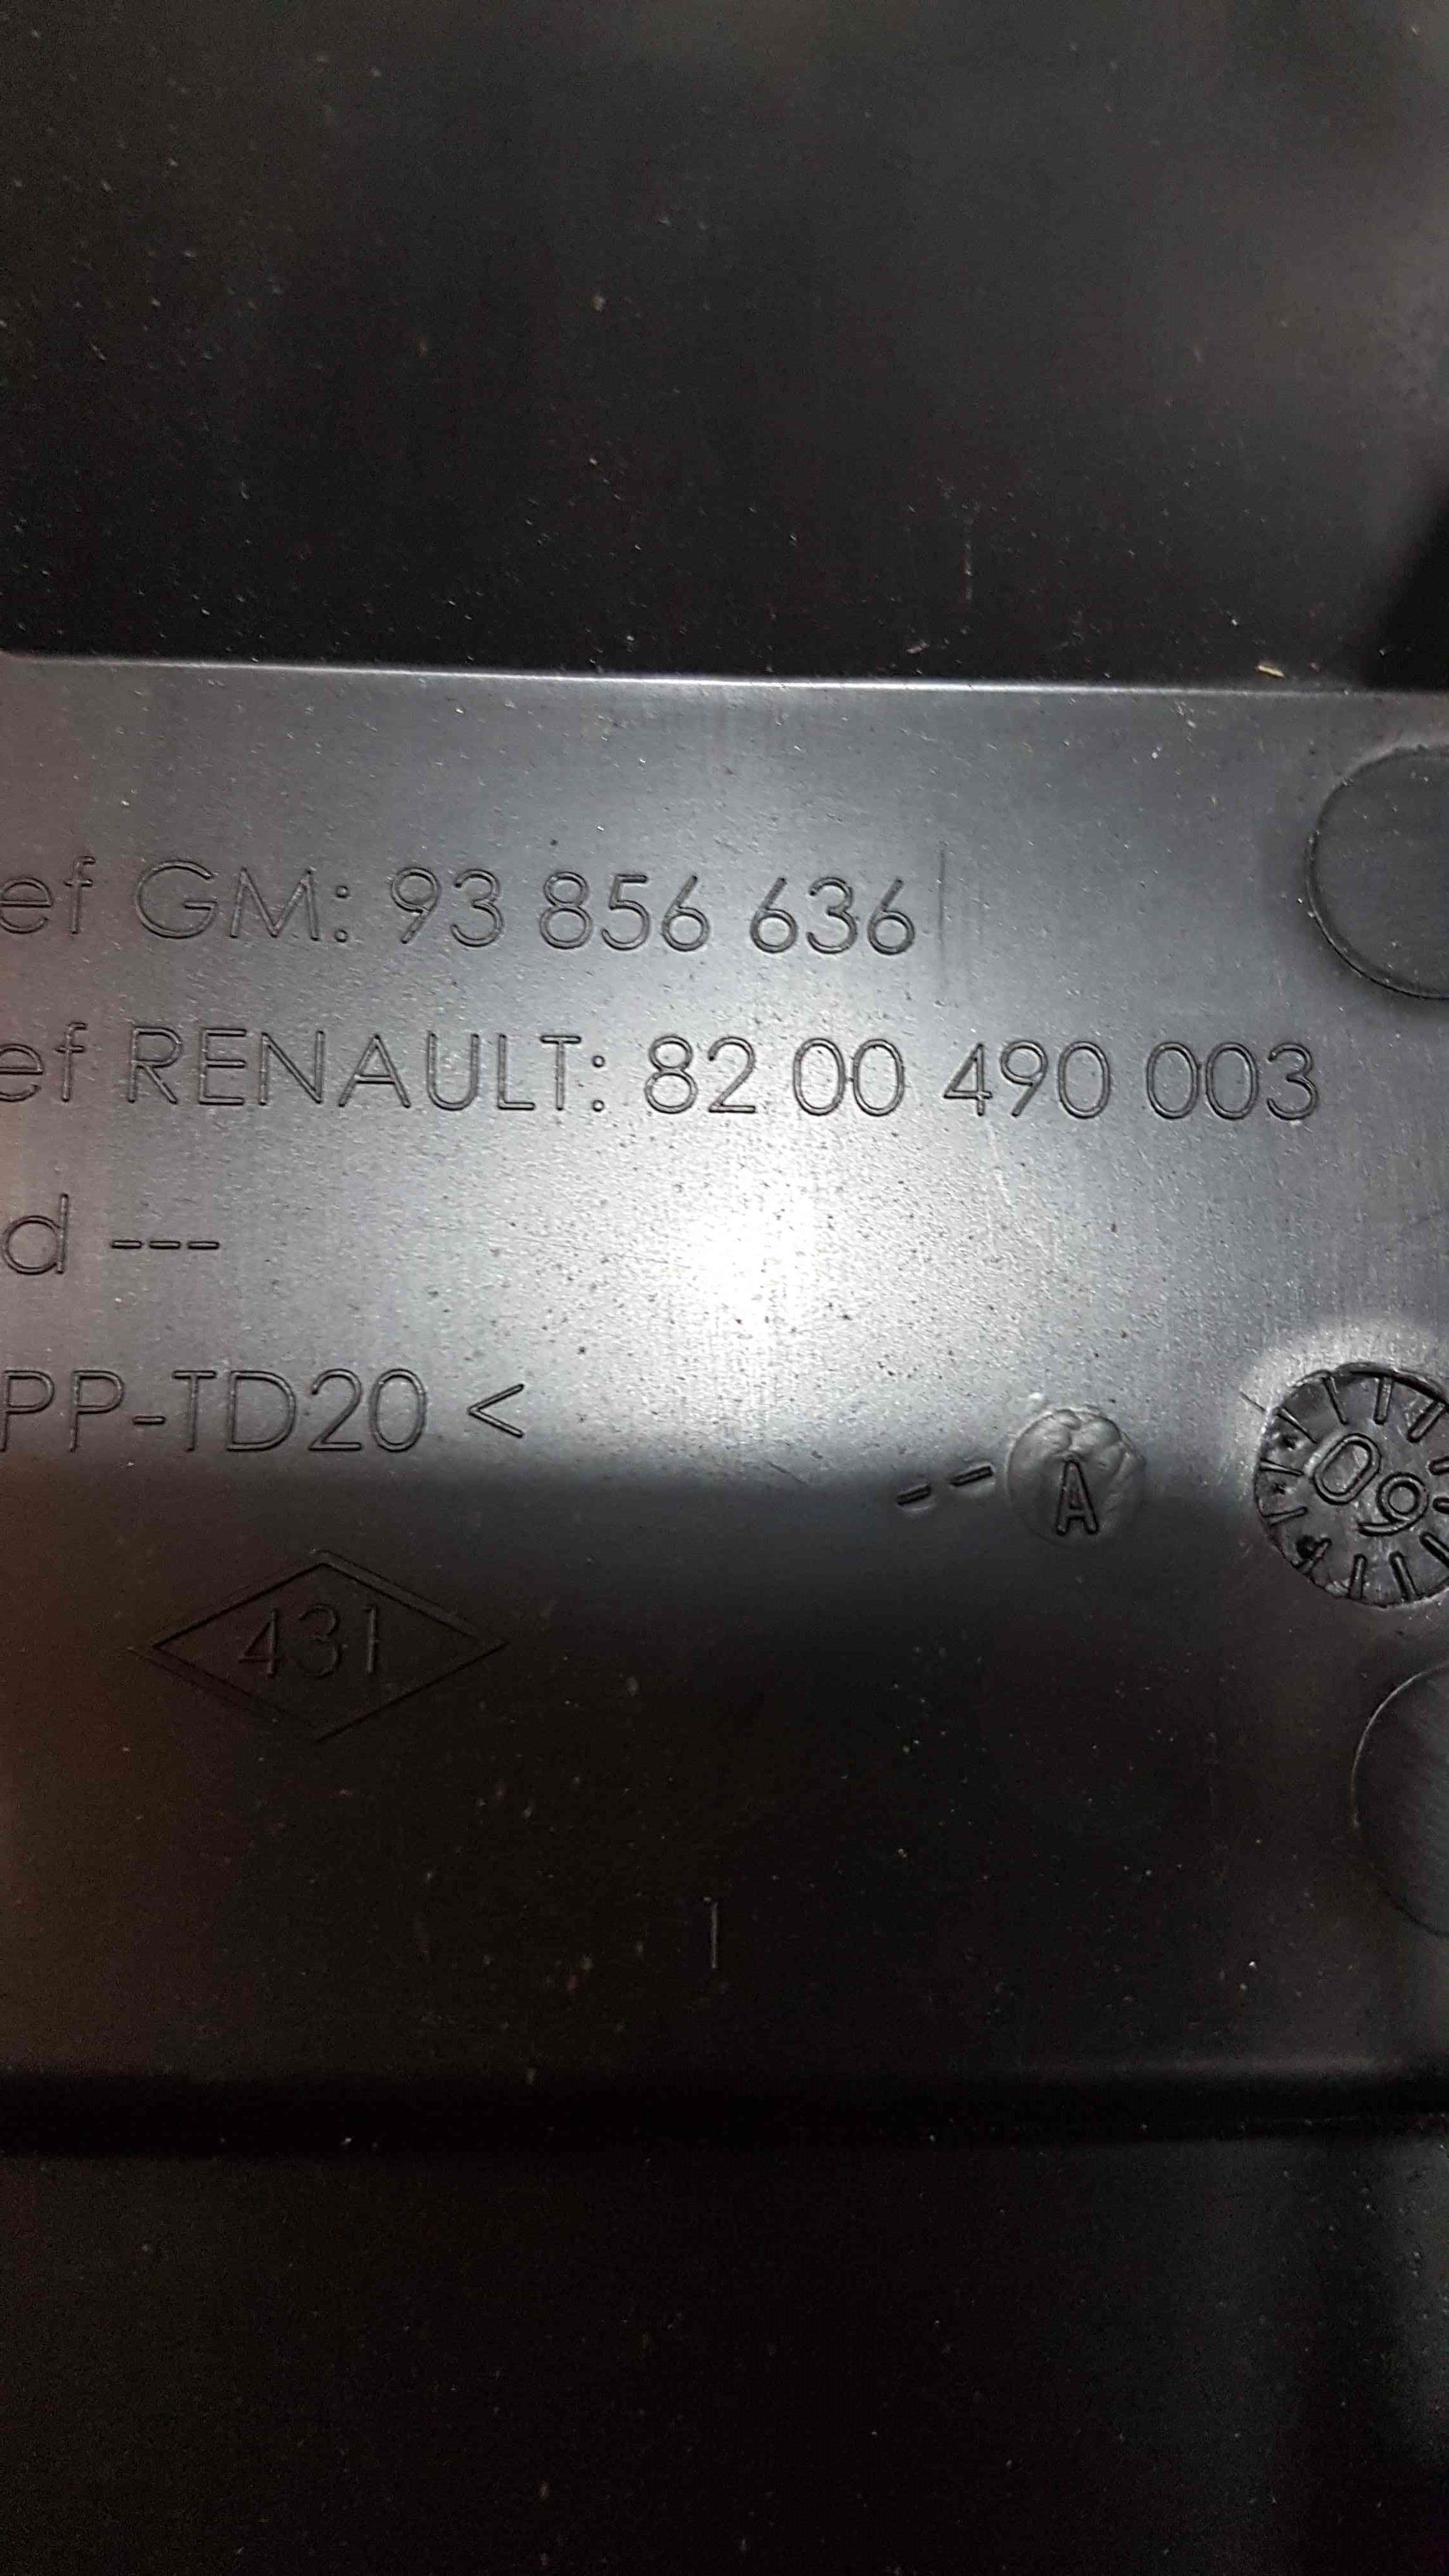 ef GM: 93 856 636
ef RENAULT: 82 00 490 003
d ---
PP-TD20 <
-- A
09
431